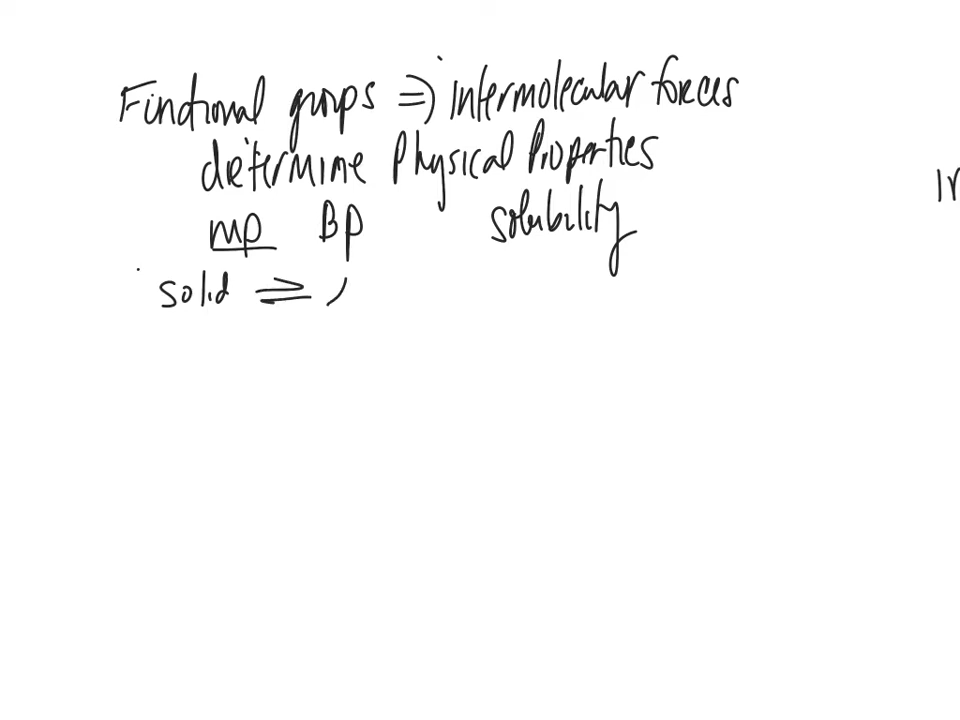 Functional groups ⇒ intermolecular forces
determine Physical Properties
mp BP solubility
solid ⇌